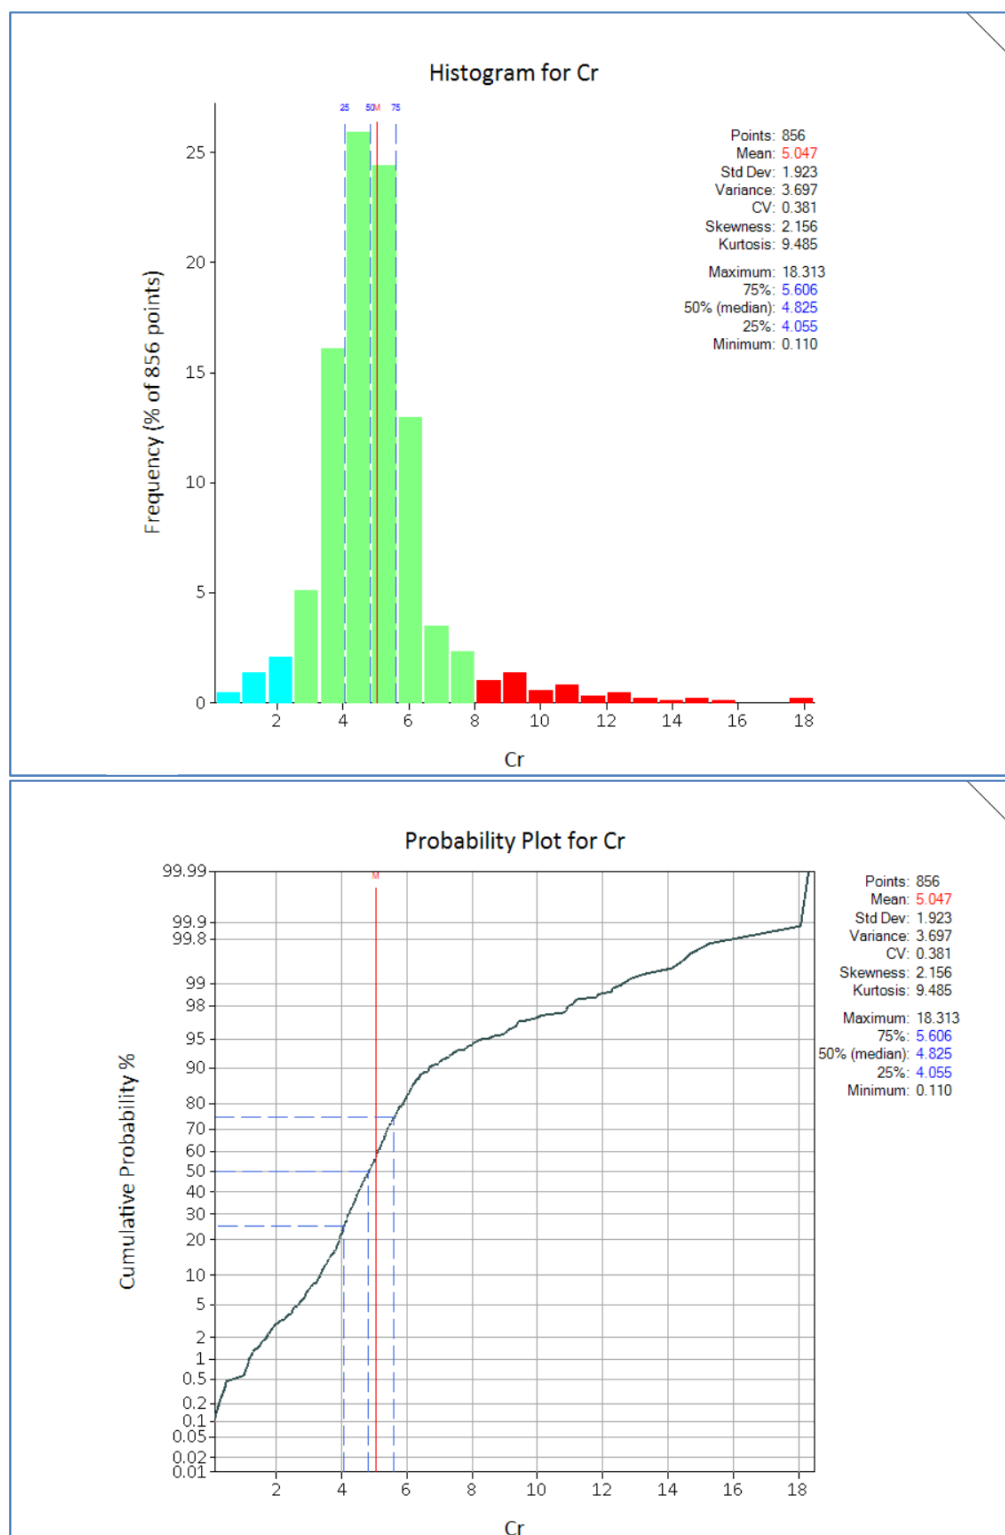 Histogram for Cr
25 50 M 75
Points: 856
Mean: 5.047
Std Dev: 1.923
Variance: 3.697
CV: 0.381
Skewness: 2.156
Kurtosis: 9.485
Maximum: 18.313
75%: 5.606
50% (median): 4.825
25%: 4.055
Minimum: 0.110
Frequency (% of 856 points)
25
20
15
10
5
0
2 4 6 8 10 12 14 16 18
Cr
Probability Plot for Cr
M
Points: 856
Mean: 5.047
Std Dev: 1.923
Variance: 3.697
CV: 0.381
Skewness: 2.156
Kurtosis: 9.485
Maximum: 18.313
75%: 5.606
50% (median): 4.825
25%: 4.055
Minimum: 0.110
Cumulative Probability %
99.99
99.9
99.8
99
98
95
90
80
70
60
50
40
30
20
10
5
2
1
0.5
0.2
0.1
0.05
0.02
0.01
2 4 6 8 10 12 14 16 18
Cr